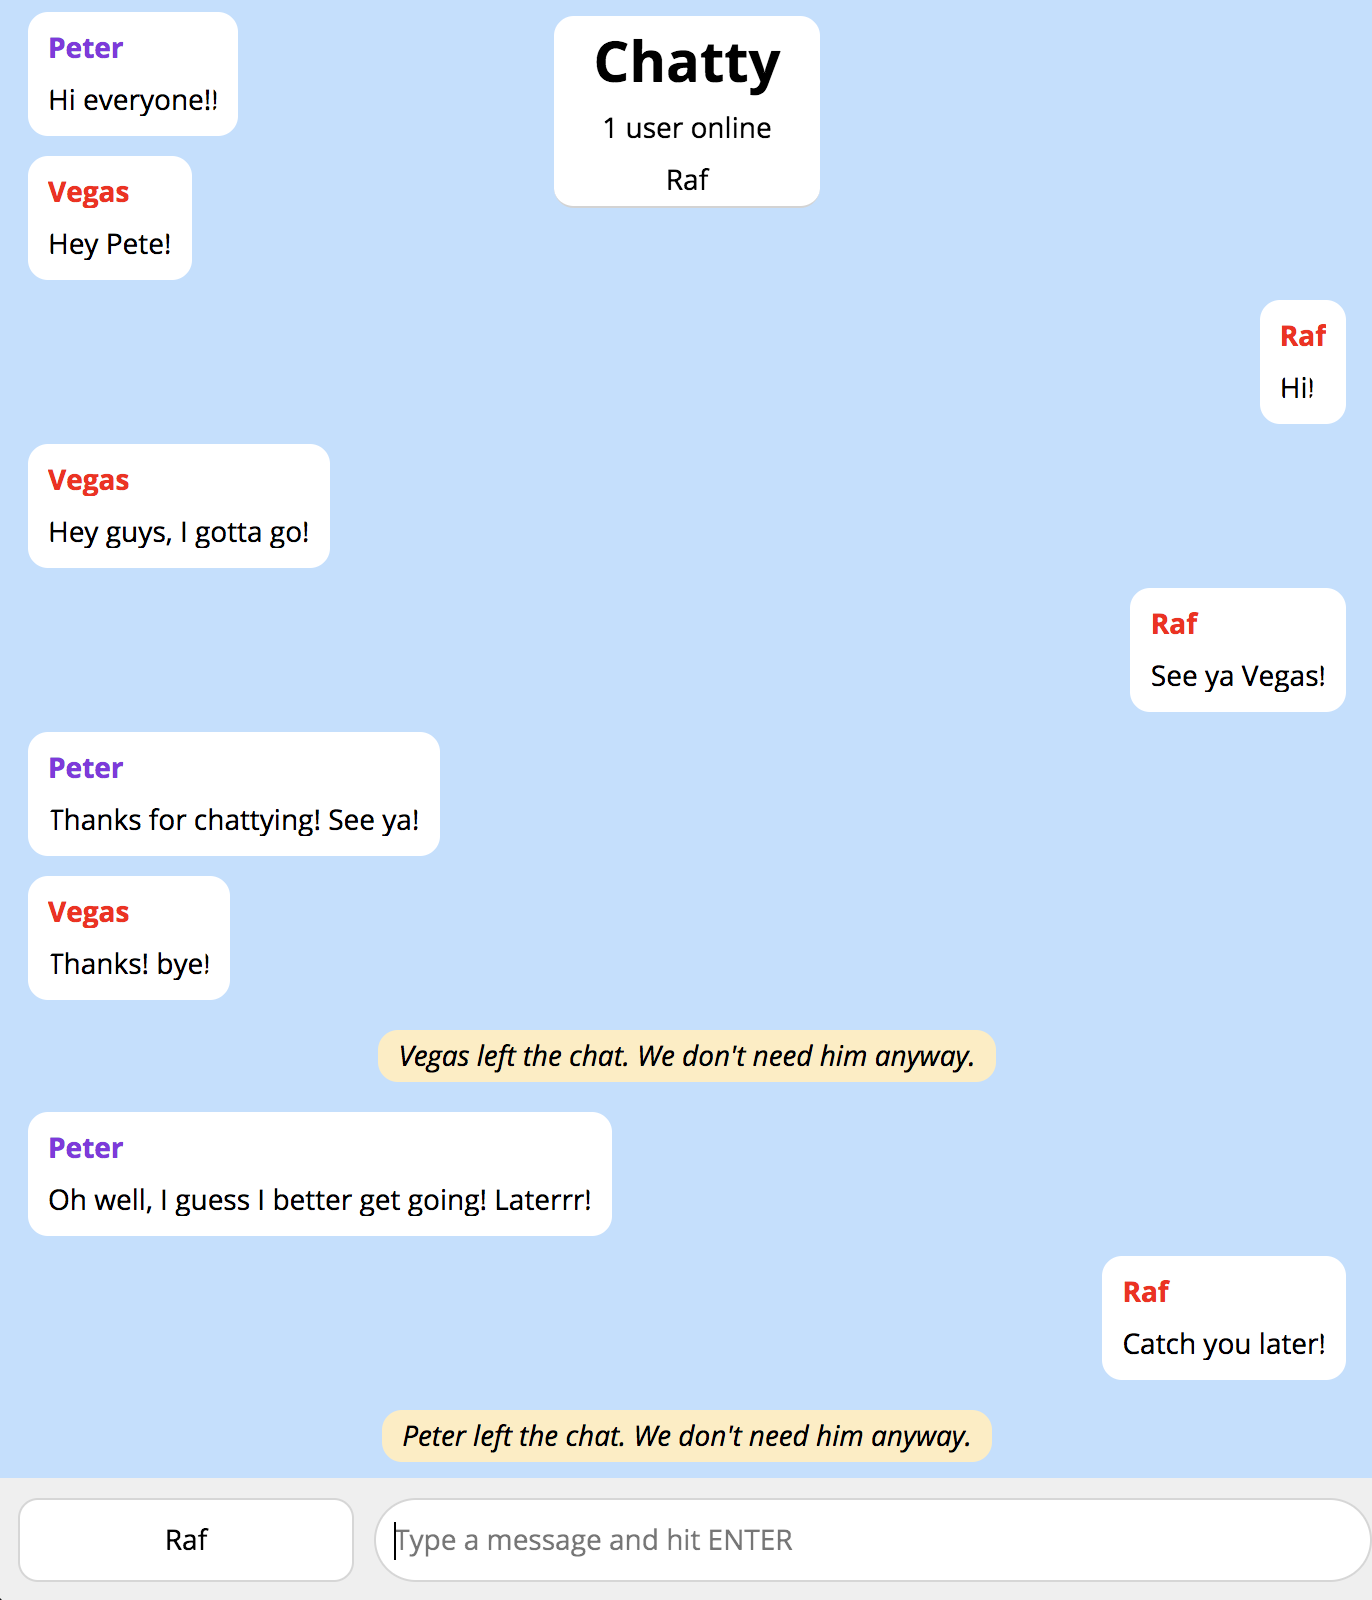 Peter
Hi everyone!!
Chatty
1 user online
Raf
Vegas
Hey Pete!
Raf
Hi!
Vegas
Hey guys, I gotta go!
Raf
See ya Vegas!
Peter
Thanks for chattying! See ya!
Vegas
Thanks! bye!
Vegas left the chat. We don't need him anyway.
Peter
Oh well, I guess I better get going! Laterrr!
Raf
Catch you later!
Peter left the chat. We don't need him anyway.
Raf
Type a message and hit ENTER